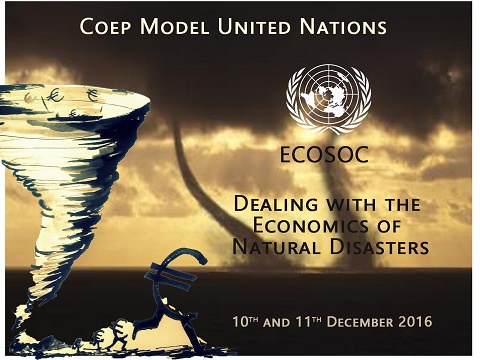 Coep Model United Nations
ECOSOC
Dealing with the
Economics of
Natural Disasters
10th and 11th December 2016
€